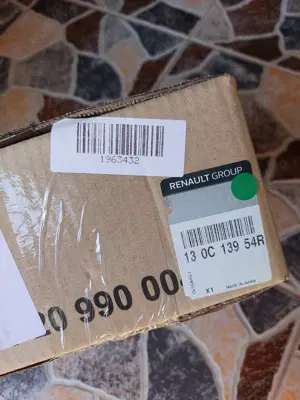 1963432
RENAULT GROUP
13 0C 139 54R
X1 MADE IN JAPAN
20 990 00